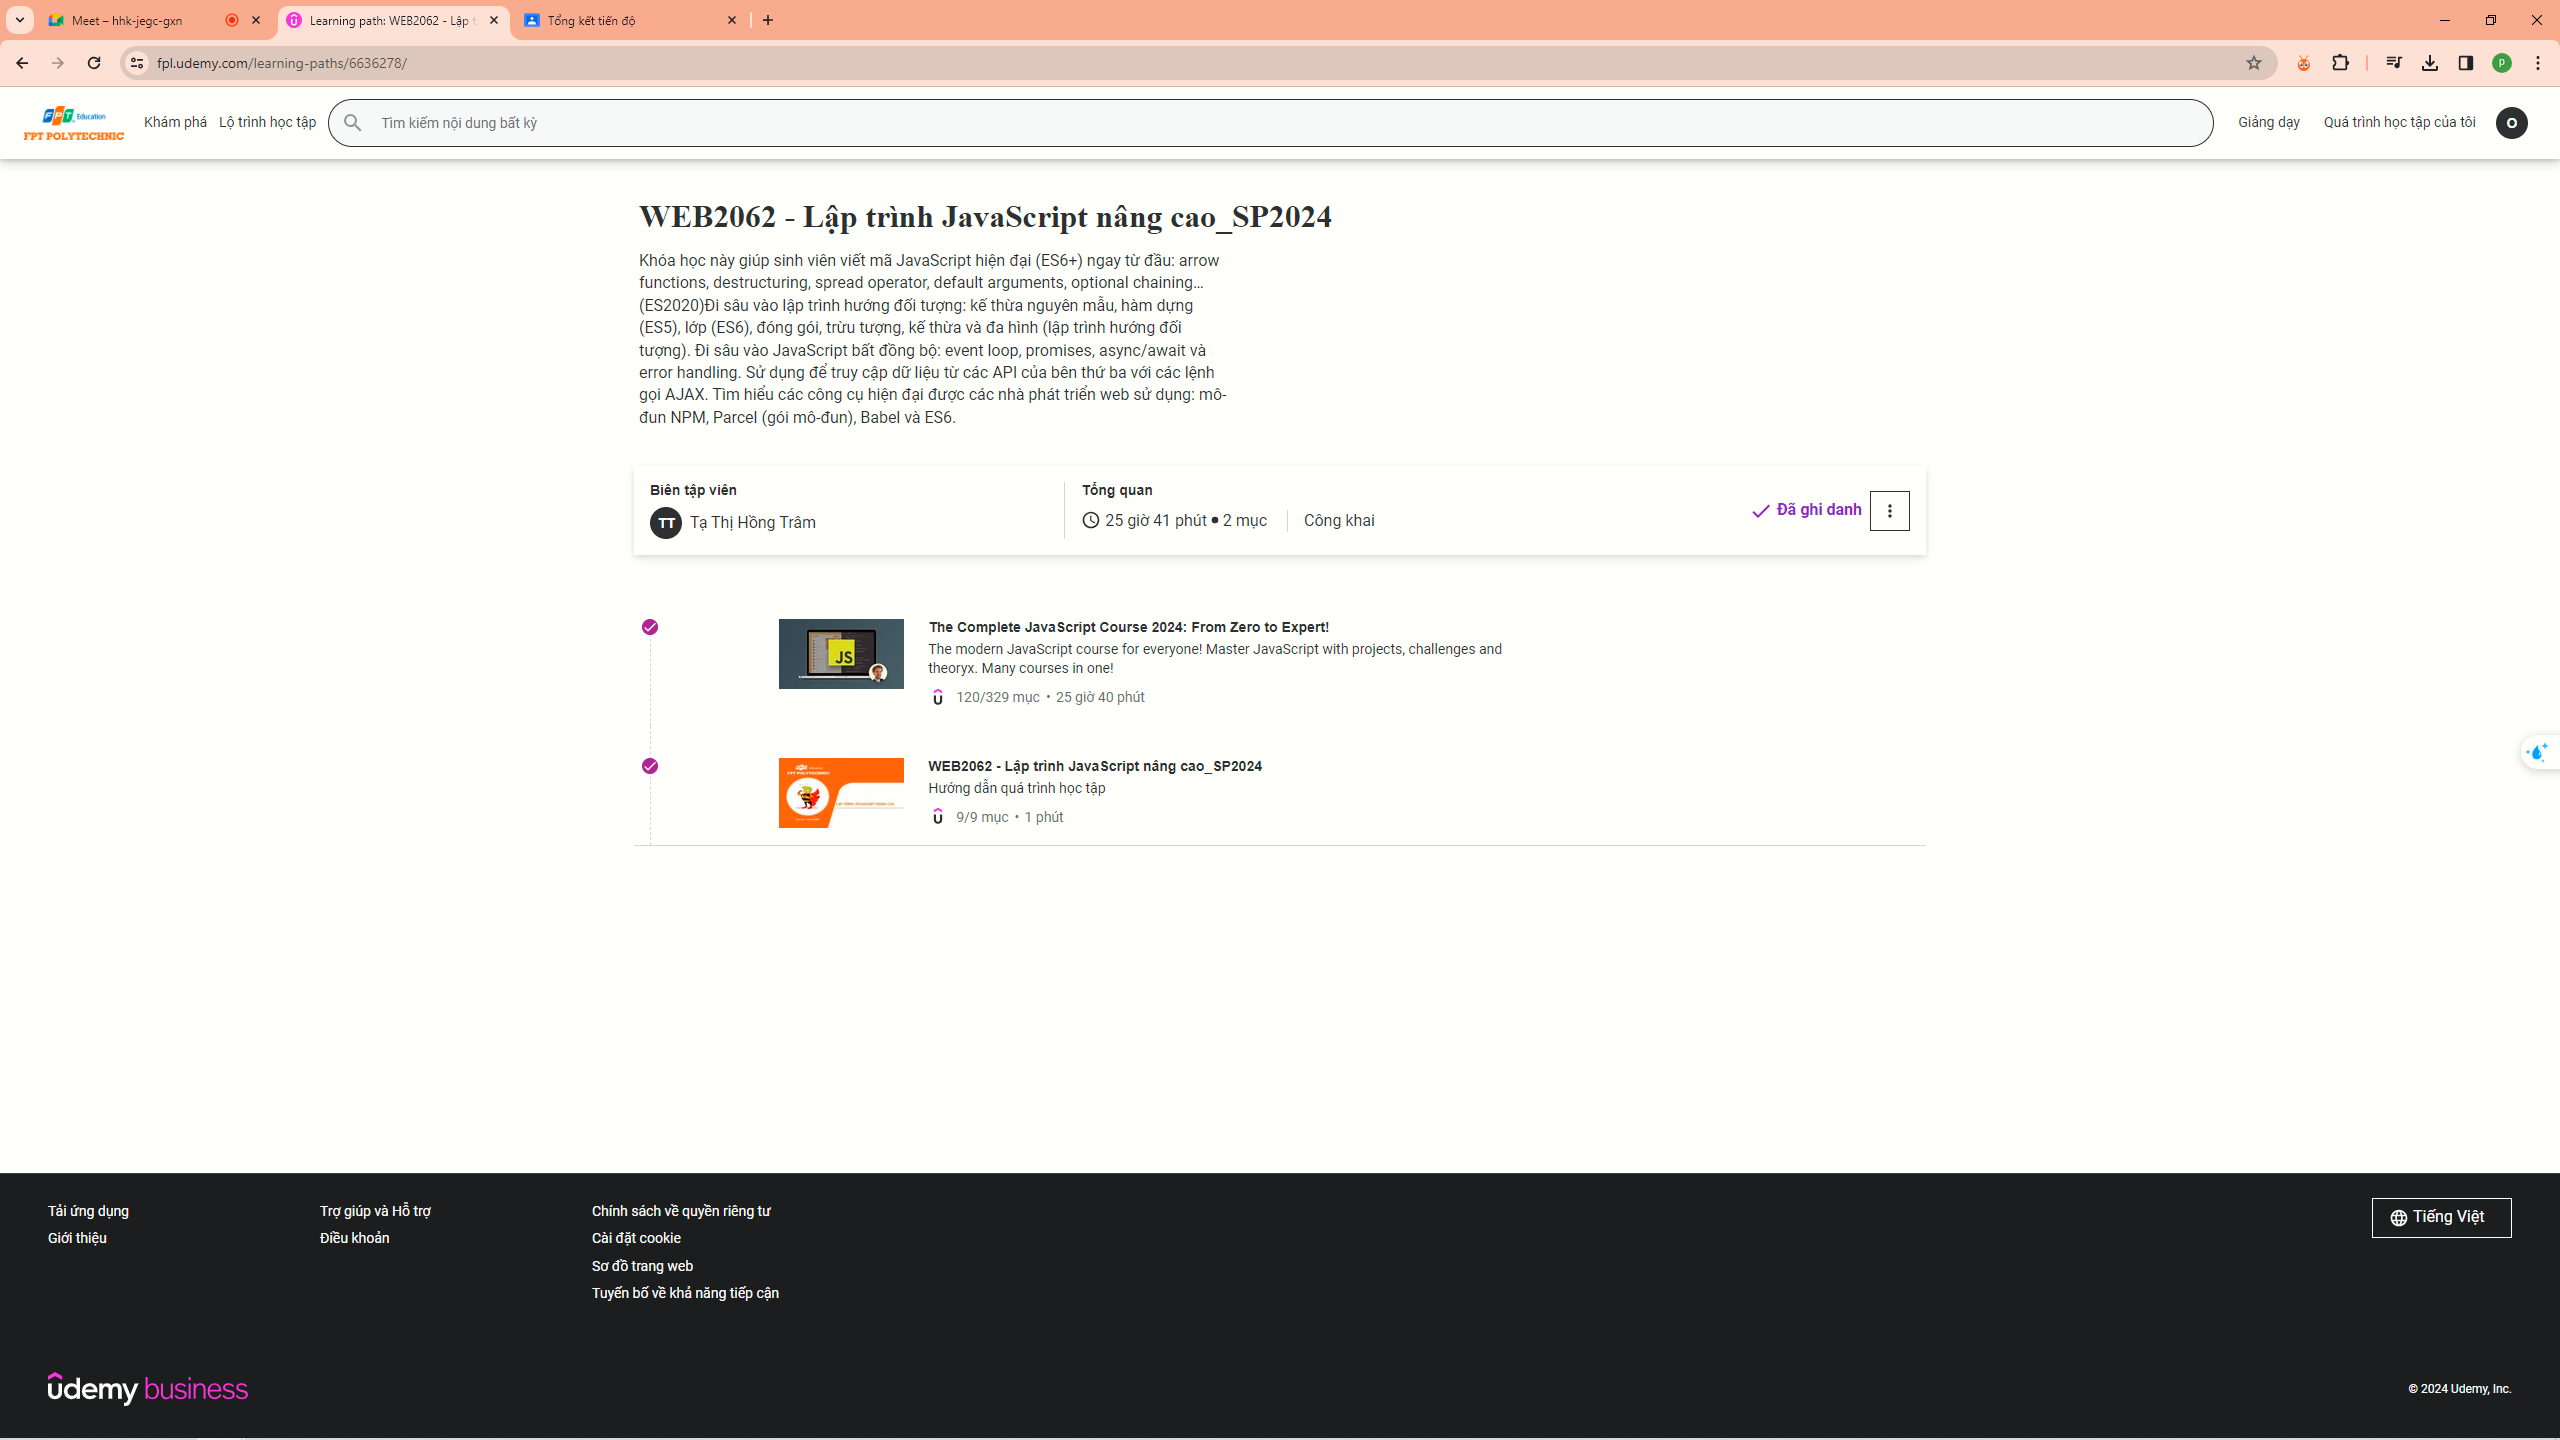 Meet – hhk-jegc-gxn
Learning path: WEB2062 - Lập t
Tổng kết tiến độ
fpl.udemy.com/learning-paths/6636278/
P
FPT Education
FPT POLYTECHNIC
Khám phá
Lộ trình học tập
Tìm kiếm nội dung bất kỳ
Giảng dạy
Quá trình học tập của tôi
O
WEB2062 - Lập trình JavaScript nâng cao_SP2024
Khóa học này giúp sinh viên viết mã JavaScript hiện đại (ES6+) ngay từ đầu: arrow
functions, destructuring, spread operator, default arguments, optional chaining…
(ES2020)Đi sâu vào lập trình hướng đối tượng: kế thừa nguyên mẫu, hàm dựng
(ES5), lớp (ES6), đóng gói, trừu tượng, kế thừa và đa hình (lập trình hướng đối
tượng). Đi sâu vào JavaScript bất đồng bộ: event loop, promises, async/await và
error handling. Sử dụng để truy cập dữ liệu từ các API của bên thứ ba với các lệnh
gọi AJAX. Tìm hiểu các công cụ hiện đại được các nhà phát triển web sử dụng: mô-
đun NPM, Parcel (gói mô-đun), Babel và ES6.
Biên tập viên
TT Tạ Thị Hồng Trâm
Tổng quan
25 giờ 41 phút • 2 mục
Công khai
Đã ghi danh
JS
The Complete JavaScript Course 2024: From Zero to Expert!
The modern JavaScript course for everyone! Master JavaScript with projects, challenges and
theoryx. Many courses in one!
120/329 mục • 25 giờ 40 phút
FPT POLYTECHNIC
LẬP TRÌNH JAVASCRIPT NÂNG CAO
WEB2062 - Lập trình JavaScript nâng cao_SP2024
Hướng dẫn quá trình học tập
9/9 mục • 1 phút
Tải ứng dụng
Giới thiệu
Trợ giúp và Hỗ trợ
Điều khoản
Chính sách về quyền riêng tư
Cài đặt cookie
Sơ đồ trang web
Tuyến bố về khả năng tiếp cận
Tiếng Việt
udemy business
© 2024 Udemy, Inc.